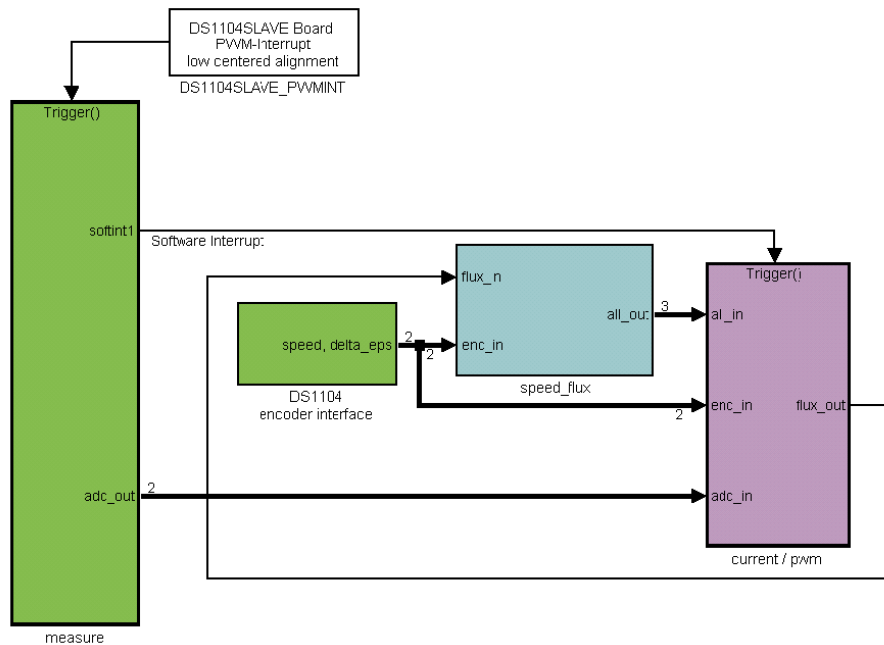 DS1104SLAVE Board
PWM-Interrupt
low centered alignment
DS1104SLAVE_PWMINT
Trigger()
softint1
Software Interrupt
Trigger()
flux_n
all_out
3
al_in
speed, delta_eps
2
2
enc_in
speed_flux
DS1104
encoder interface
2
enc_in
flux_out
adc_out
2
adc_in
current / pwm
measure